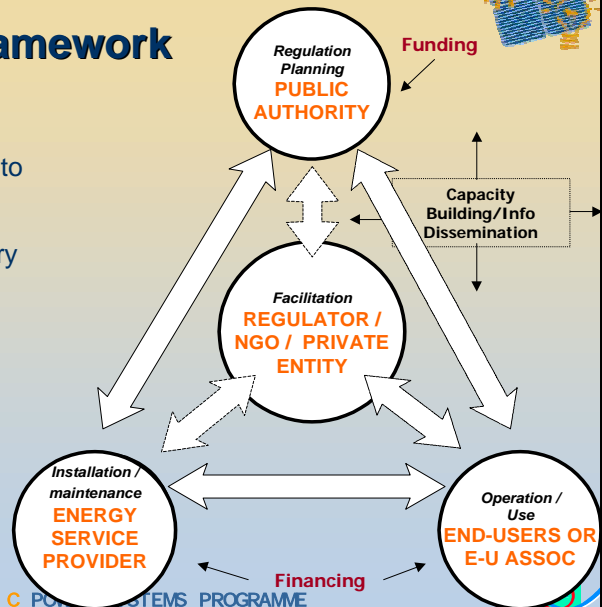 amework
Regulation
Planning
PUBLIC
AUTHORITY
Funding
to
ry
Capacity
Building/Info
Dissemination
Facilitation
REGULATOR /
NGO / PRIVATE
ENTITY
Installation /
maintenance
ENERGY
SERVICE
PROVIDER
Operation /
Use
END-USERS OR
E-U ASSOC
Financing
C PO STEMS PROGRAMME